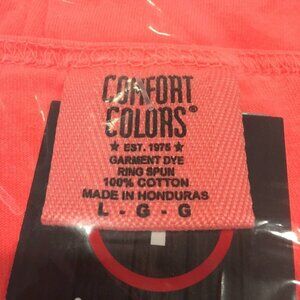 COMFORT
COLORS®
★ EST. 1975 ★
GARMENT DYE
RING SPUN
100% COTTON
MADE IN HONDURAS
L - G - G